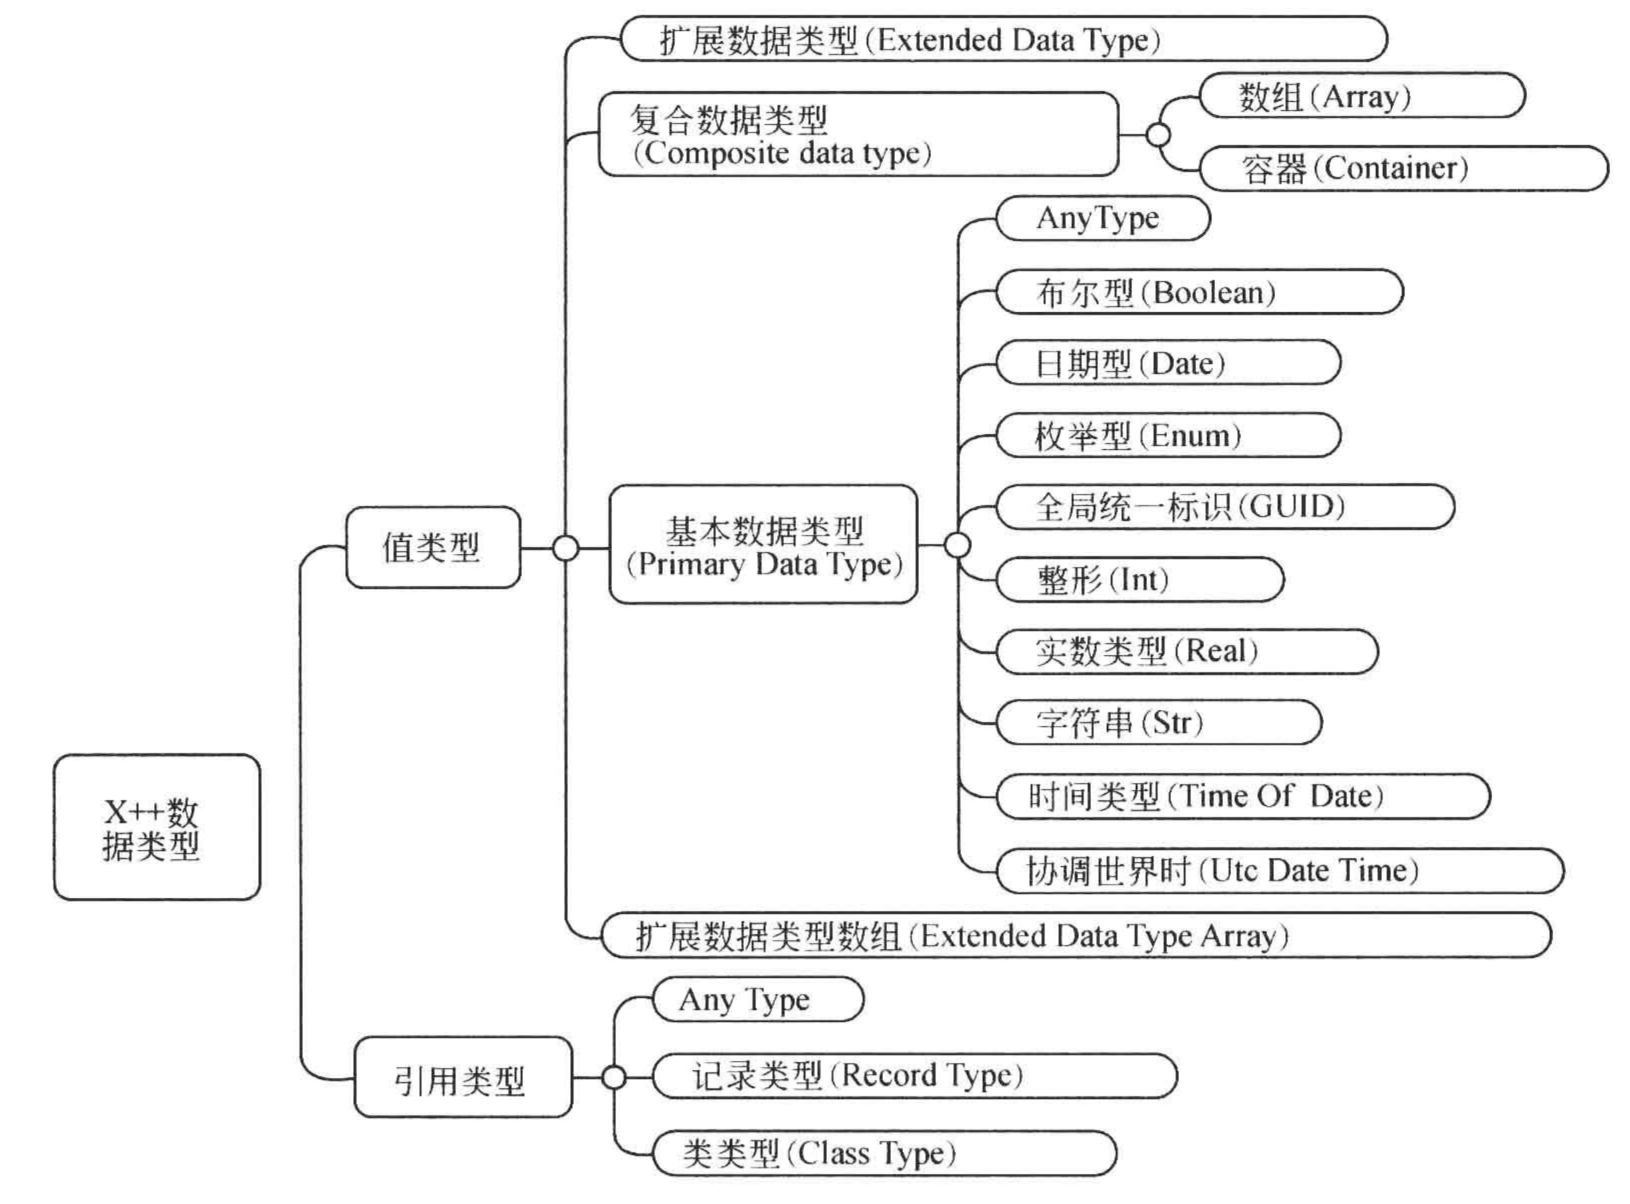 扩展数据类型(Extended Data Type)
复合数据类型
(Composite data type)
数组(Array)
容器(Container)
AnyType
布尔型(Boolean)
日期型(Date)
枚举型(Enum)
全局统一标识(GUID)
值类型
基本数据类型
(Primary Data Type)
整形(Int)
实数类型(Real)
字符串(Str)
时间类型(Time Of Date)
X++数
据类型
协调世界时(Utc Date Time)
扩展数据类型数组(Extended Data Type Array)
Any Type
引用类型
记录类型(Record Type)
类类型(Class Type)